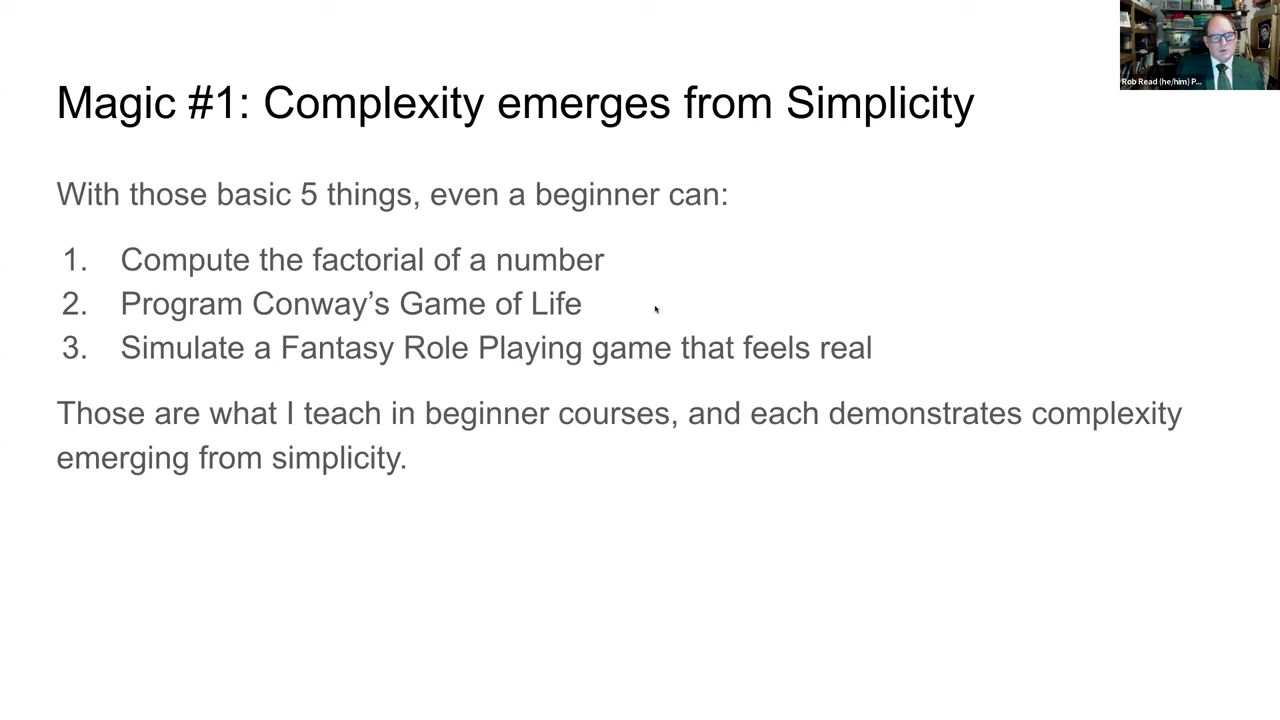 Rob Read (he/him) P...
Magic #1: Complexity emerges from Simplicity
With those basic 5 things, even a beginner can:
1. Compute the factorial of a number
2. Program Conway’s Game of Life
3. Simulate a Fantasy Role Playing game that feels real
Those are what I teach in beginner courses, and each demonstrates complexity
emerging from simplicity.